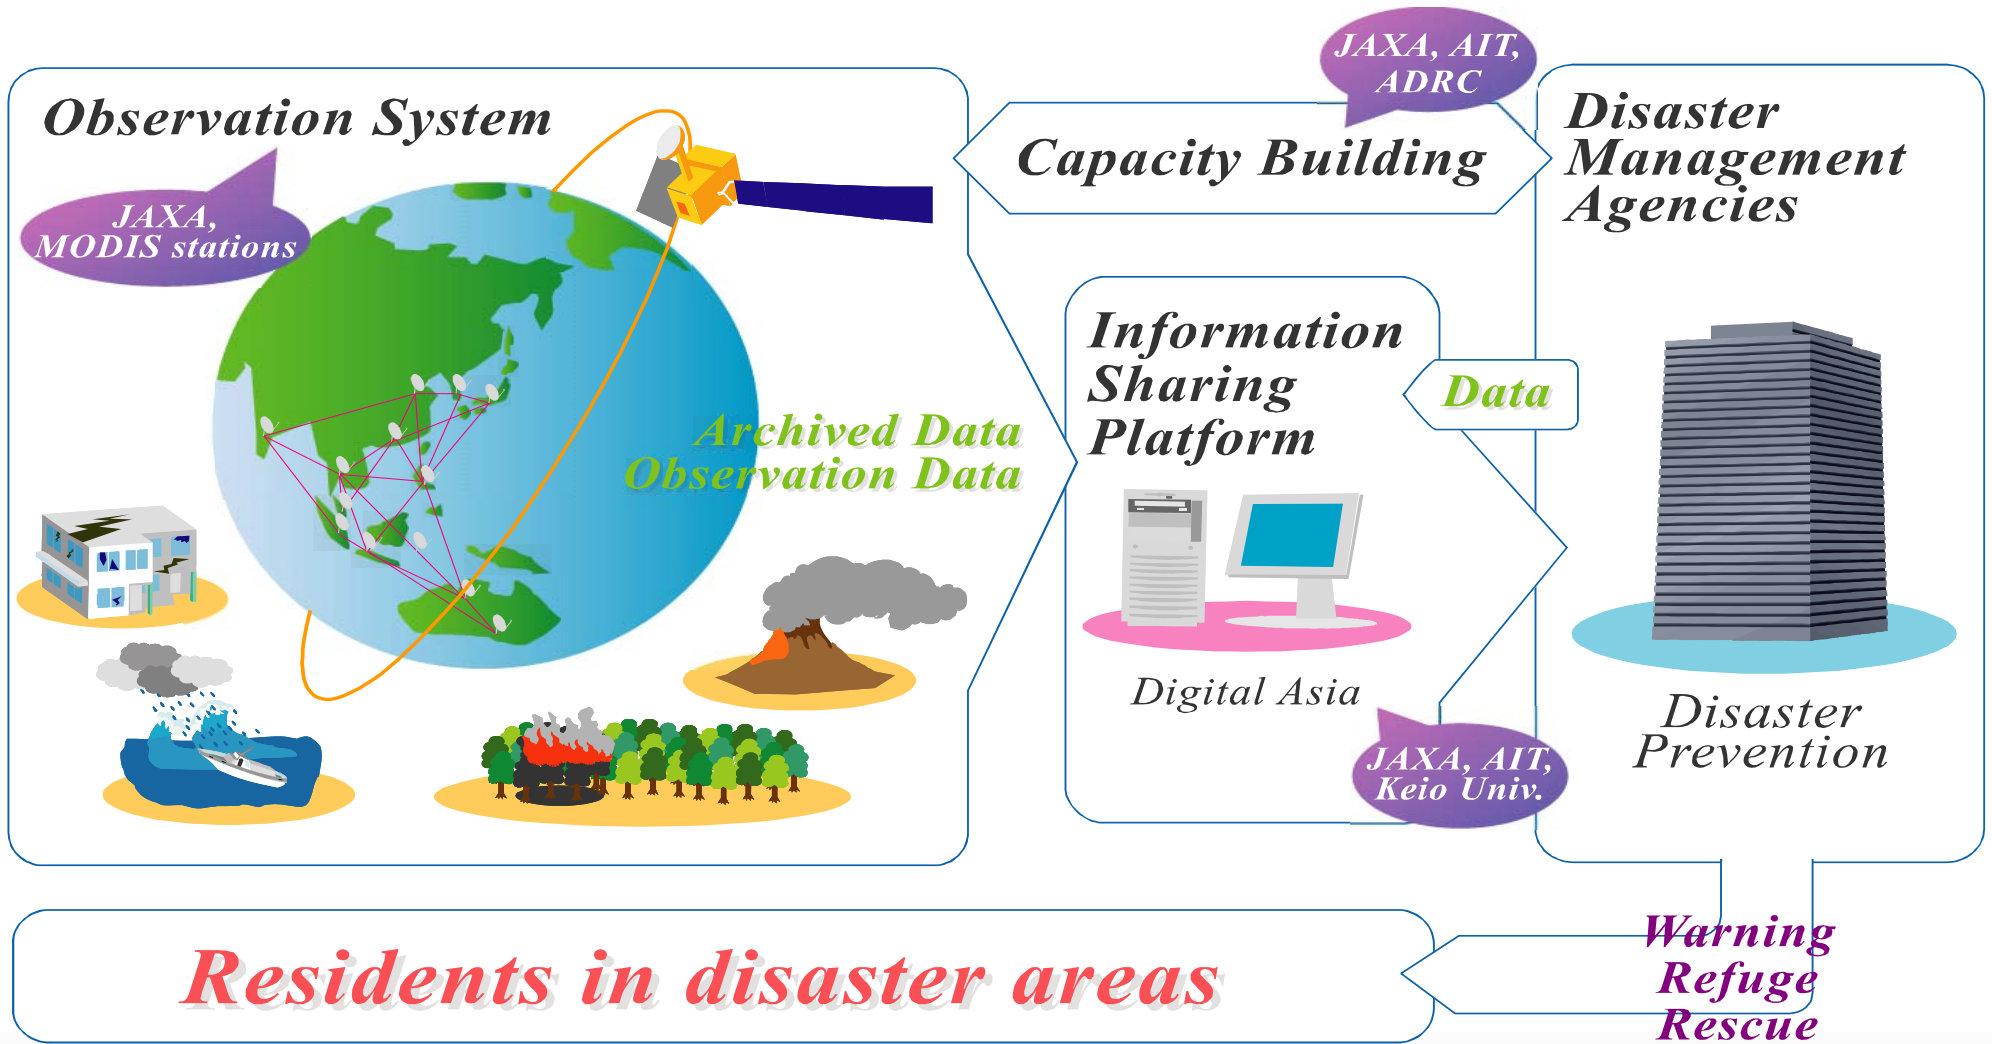 Observation System
JAXA,
MODIS stations
Archived Data
Observation Data
JAXA, AIT,
ADRC
Capacity Building
Information
Sharing
Platform
Digital Asia
Data
JAXA, AIT,
Keio Univ.
Disaster
Management
Agencies
Disaster
Prevention
Warning
Refuge
Rescue
Residents in disaster areas